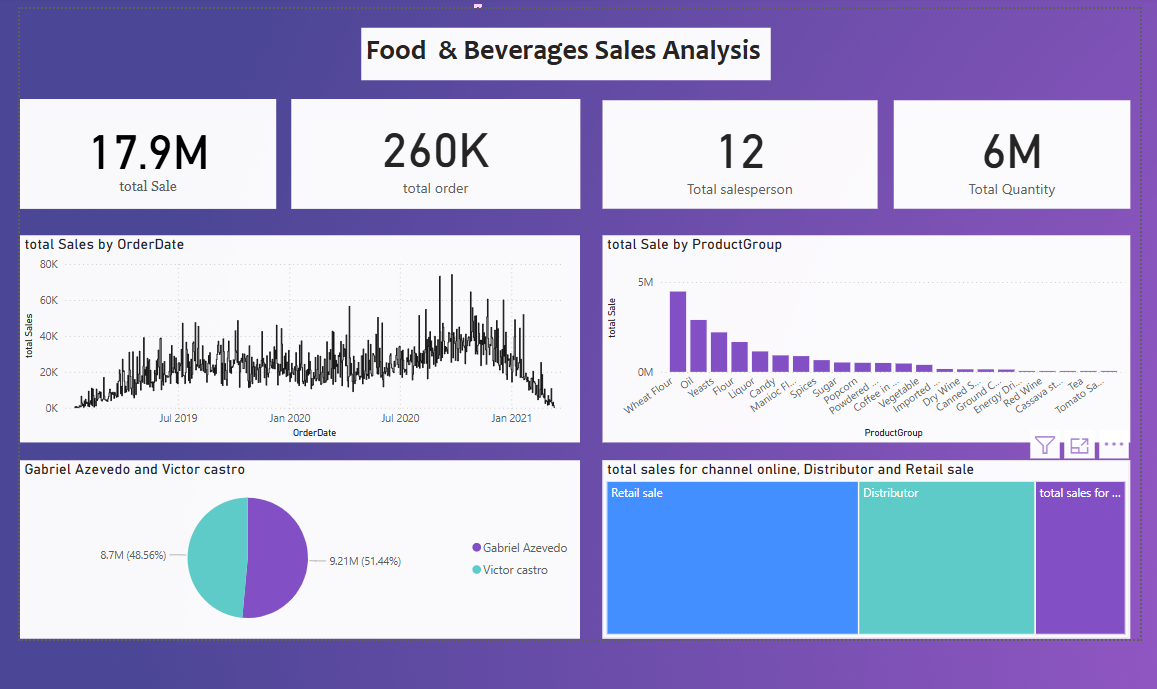 Food & Beverages Sales Analysis
17.9M
total Sale
260K
total order
12
Total salesperson
6M
Total Quantity
total Sales by OrderDate
80K
60K
40K
20K
0K
total Sales
Jul 2019
Jan 2020
Jul 2020
Jan 2021
OrderDate
total Sale by ProductGroup
5M
0M
total Sale
Wheat Flour
Oil
Yeasts
Flour
Liquor
Candy
Manioc Fl...
Spices
Sugar
Popcorn
Powdered ...
Coffee in ...
Vegetable
Imported ...
Dry Wine
Canned S...
Ground C...
Energy Dri...
Red Wine
Cassava st...
Tea
Tomato Sa...
ProductGroup
Gabriel Azevedo and Victor castro
8.7M (48.56%)
9.21M (51.44%)
Gabriel Azevedo
Victor castro
total sales for channel online, Distributor and Retail sale
Retail sale
Distributor
total sales for ...